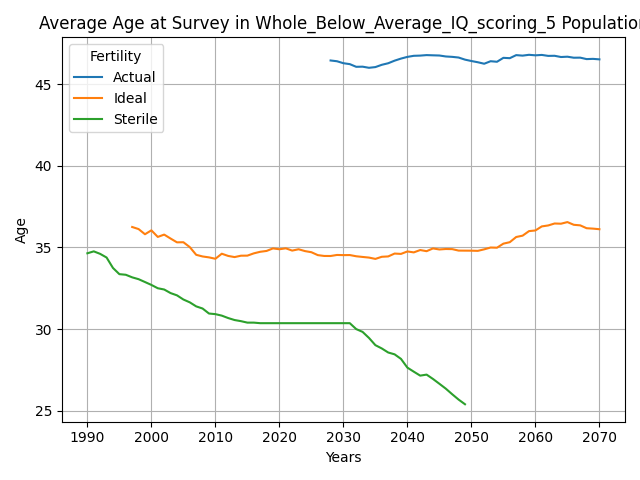 Average Age at Survey in Whole_Below_Average_IQ_scoring_5 Population
Fertility
Actual
Ideal
Sterile
45
40
35
30
25
Age
1990 2000 2010 2020 2030 2040 2050 2060 2070
Years